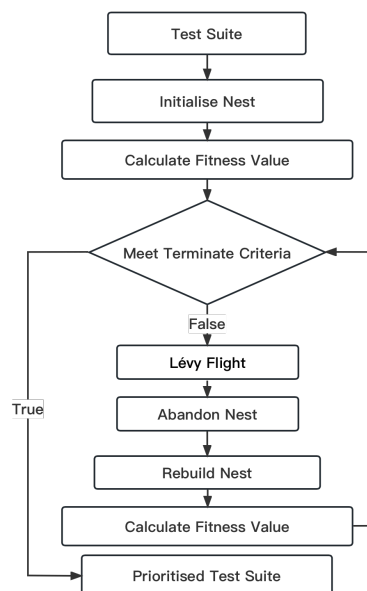 Test Suite
Initialise Nest
Calculate Fitness Value
Meet Terminate Criteria
False
Lévy Flight
True
Abandon Nest
Rebuild Nest
Calculate Fitness Value
Prioritised Test Suite